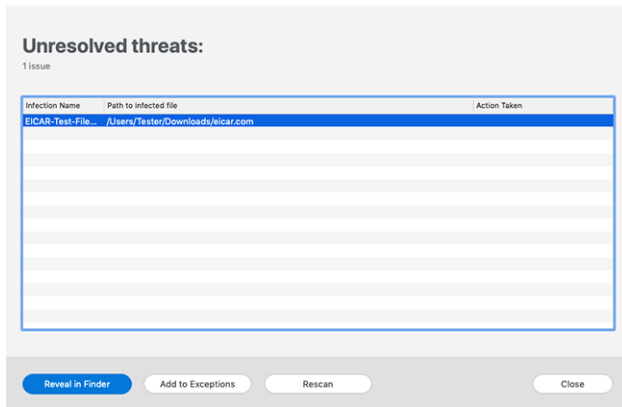 Unresolved threats:
1 issue
Infection Name Path to infected file Action Taken
EICAR-Test-File... /Users/Tester/Downloads/eicar.com
Reveal in Finder Add to Exceptions Rescan Close